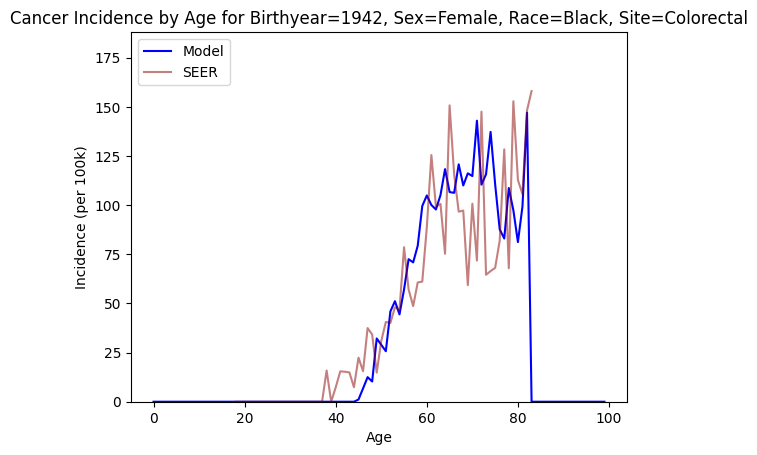 Cancer Incidence by Age for Birthyear=1942, Sex=Female, Race=Black, Site=Colorectal
Model
SEER
175
150
125
100
75
50
25
0
Incidence (per 100k)
0 20 40 60 80 100
Age